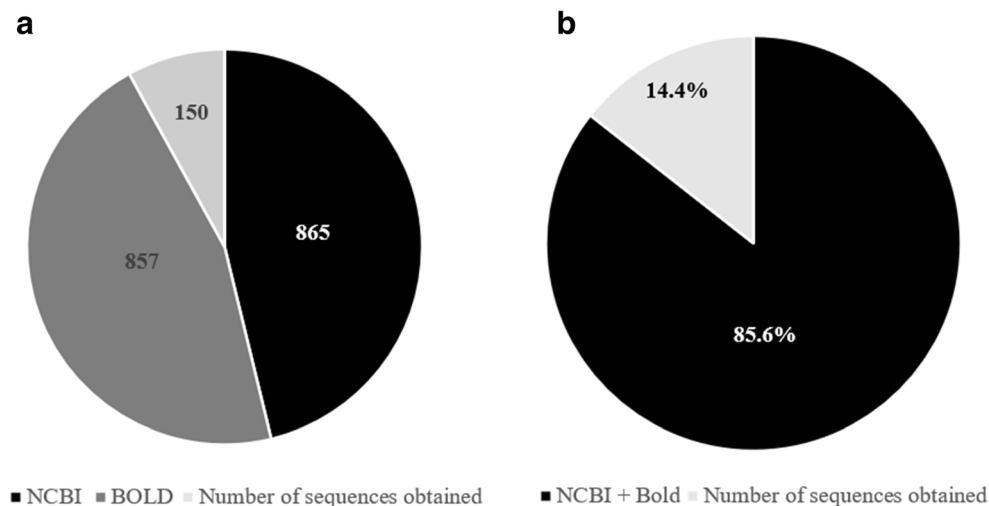 a
b
150
865
857
14.4%
85.6%
NCBI BOLD Number of sequences obtained
NCBI + Bold Number of sequences obtained